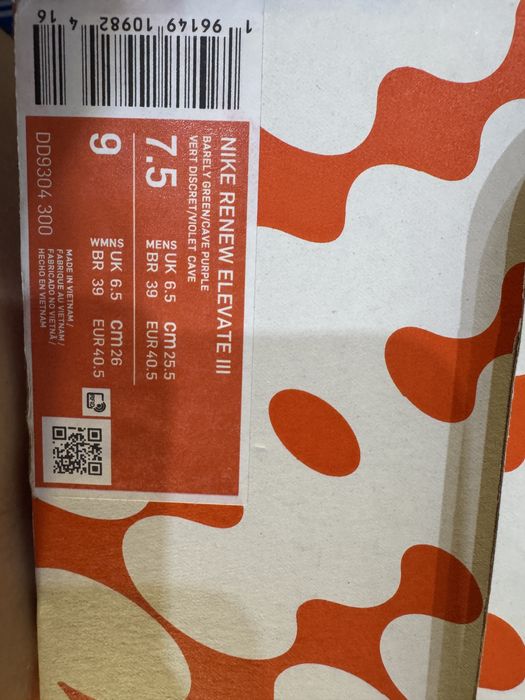 1 96149 10982 4
16
NIKE RENEW ELEVATE III
BARELY GREEN/CAVE PURPLE
VERT DISCRET/VIOLET CAVE
7.5
MENS UK 6.5 cm 25.5
BR 39 EUR 40.5
9
WMNS UK 6.5 cm 26
BR 39 EUR 40.5
DD9304 300
MADE IN VIETNAM /
FABRIQUE AU VIETNAM /
FABRICADO NO VIETNÃ /
HECHO EN VIETNAM